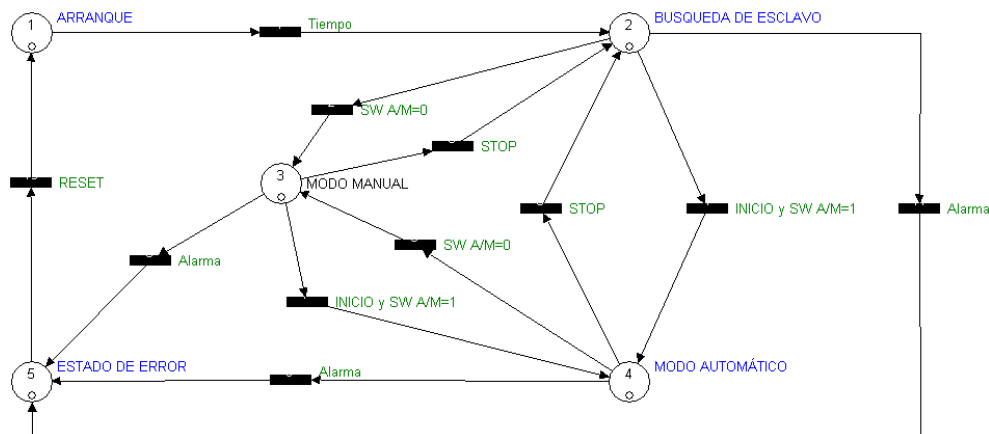 ARRANQUE
1
Tiempo
BUSQUEDA DE ESCLAVO
2
SW A/M=0
STOP
3
MODO MANUAL
RESET
STOP
INICIO y SW A/M=1
Alarma
SW A/M=0
Alarma
INICIO y SW A/M=1
ESTADO DE ERROR
5
Alarma
MODO AUTOMÁTICO
4